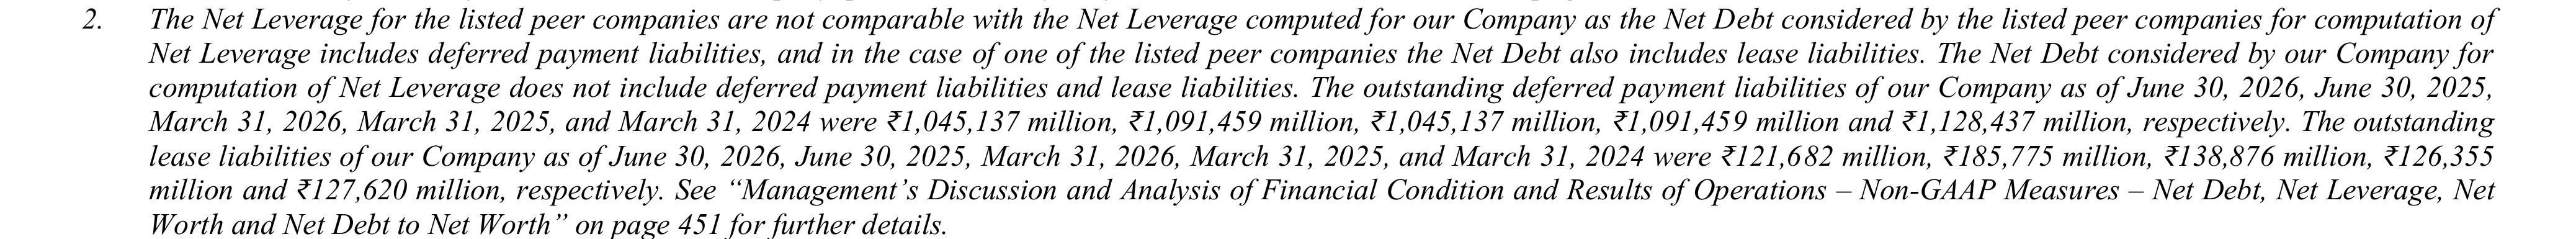 2. The Net Leverage for the listed peer companies are not comparable with the Net Leverage computed for our Company as the Net Debt considered by the listed peer companies for computation of
Net Leverage includes deferred payment liabilities, and in the case of one of the listed peer companies the Net Debt also includes lease liabilities. The Net Debt considered by our Company for
computation of Net Leverage does not include deferred payment liabilities and lease liabilities. The outstanding deferred payment liabilities of our Company as of June 30, 2026, June 30, 2025,
March 31, 2026, March 31, 2025, and March 31, 2024 were ₹1,045,137 million, ₹1,091,459 million, ₹1,045,137 million, ₹1,091,459 million and ₹1,128,437 million, respectively. The outstanding
lease liabilities of our Company as of June 30, 2026, June 30, 2025, March 31, 2026, March 31, 2025, and March 31, 2024 were ₹121,682 million, ₹185,775 million, ₹138,876 million, ₹126,355
million and ₹127,620 million, respectively. See “Management’s Discussion and Analysis of Financial Condition and Results of Operations – Non-GAAP Measures – Net Debt, Net Leverage, Net
Worth and Net Debt to Net Worth” on page 451 for further details.